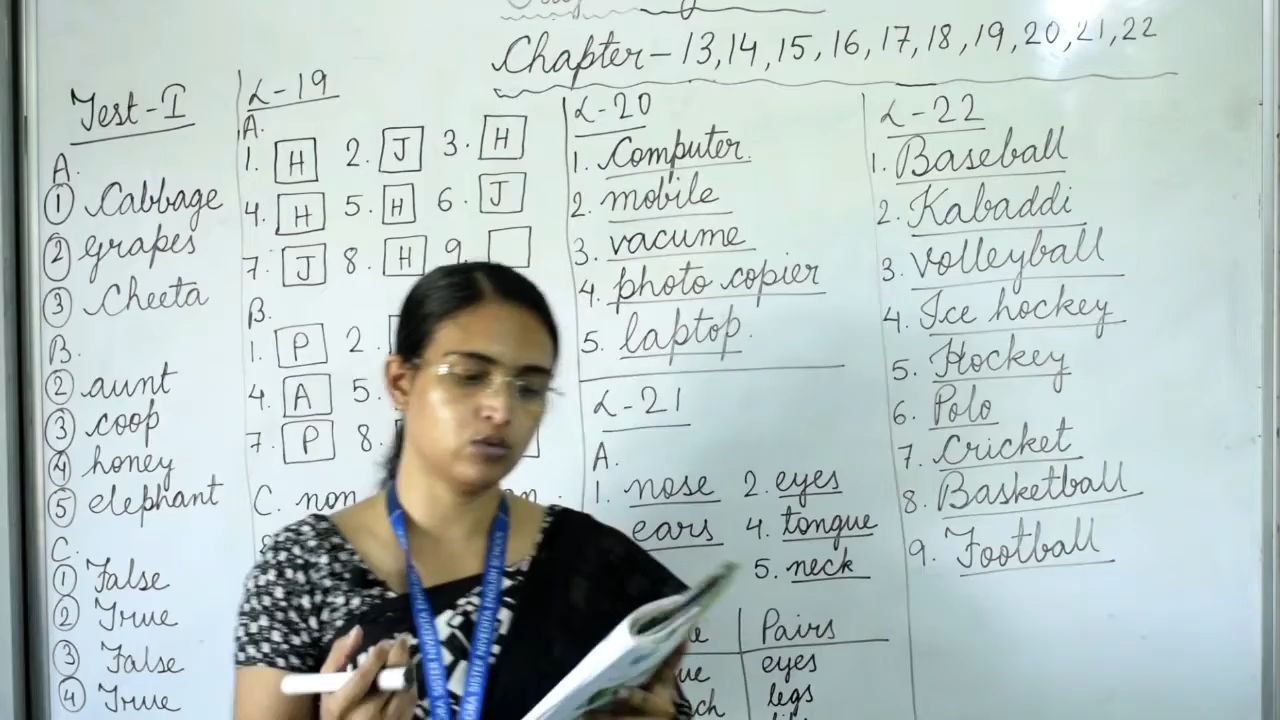 Chapter - 13, 14, 15, 16, 17, 18, 19, 20, 21, 22
Test - I
A.
① Cabbage
② grapes
③ Cheeta
B.
② aunt
③ coop
④ honey
⑤ elephant
C.
① False
② True
③ False
④ True
L-19
A.
1. H 2. J 3. H
4. H 5. H 6. J
7. J 8. H 9.
B.
1. P 2.
4. A 5.
7. P 8.
C. non
L-20
1. Computer.
2. mobile
3. vacume
4. photo copier
5. laptop.
L-21
A.
1. nose 2. eyes
ears 4. tongue
5. neck
Pairs
eyes
legs
L-22
1. Baseball
2. Kabaddi
3. volleyball
4. Ice hockey
5. Hockey
6. Polo
7. Cricket
8. Basketball
9. Football
SISTER NIVEDITA ENGLISH SCHOOL